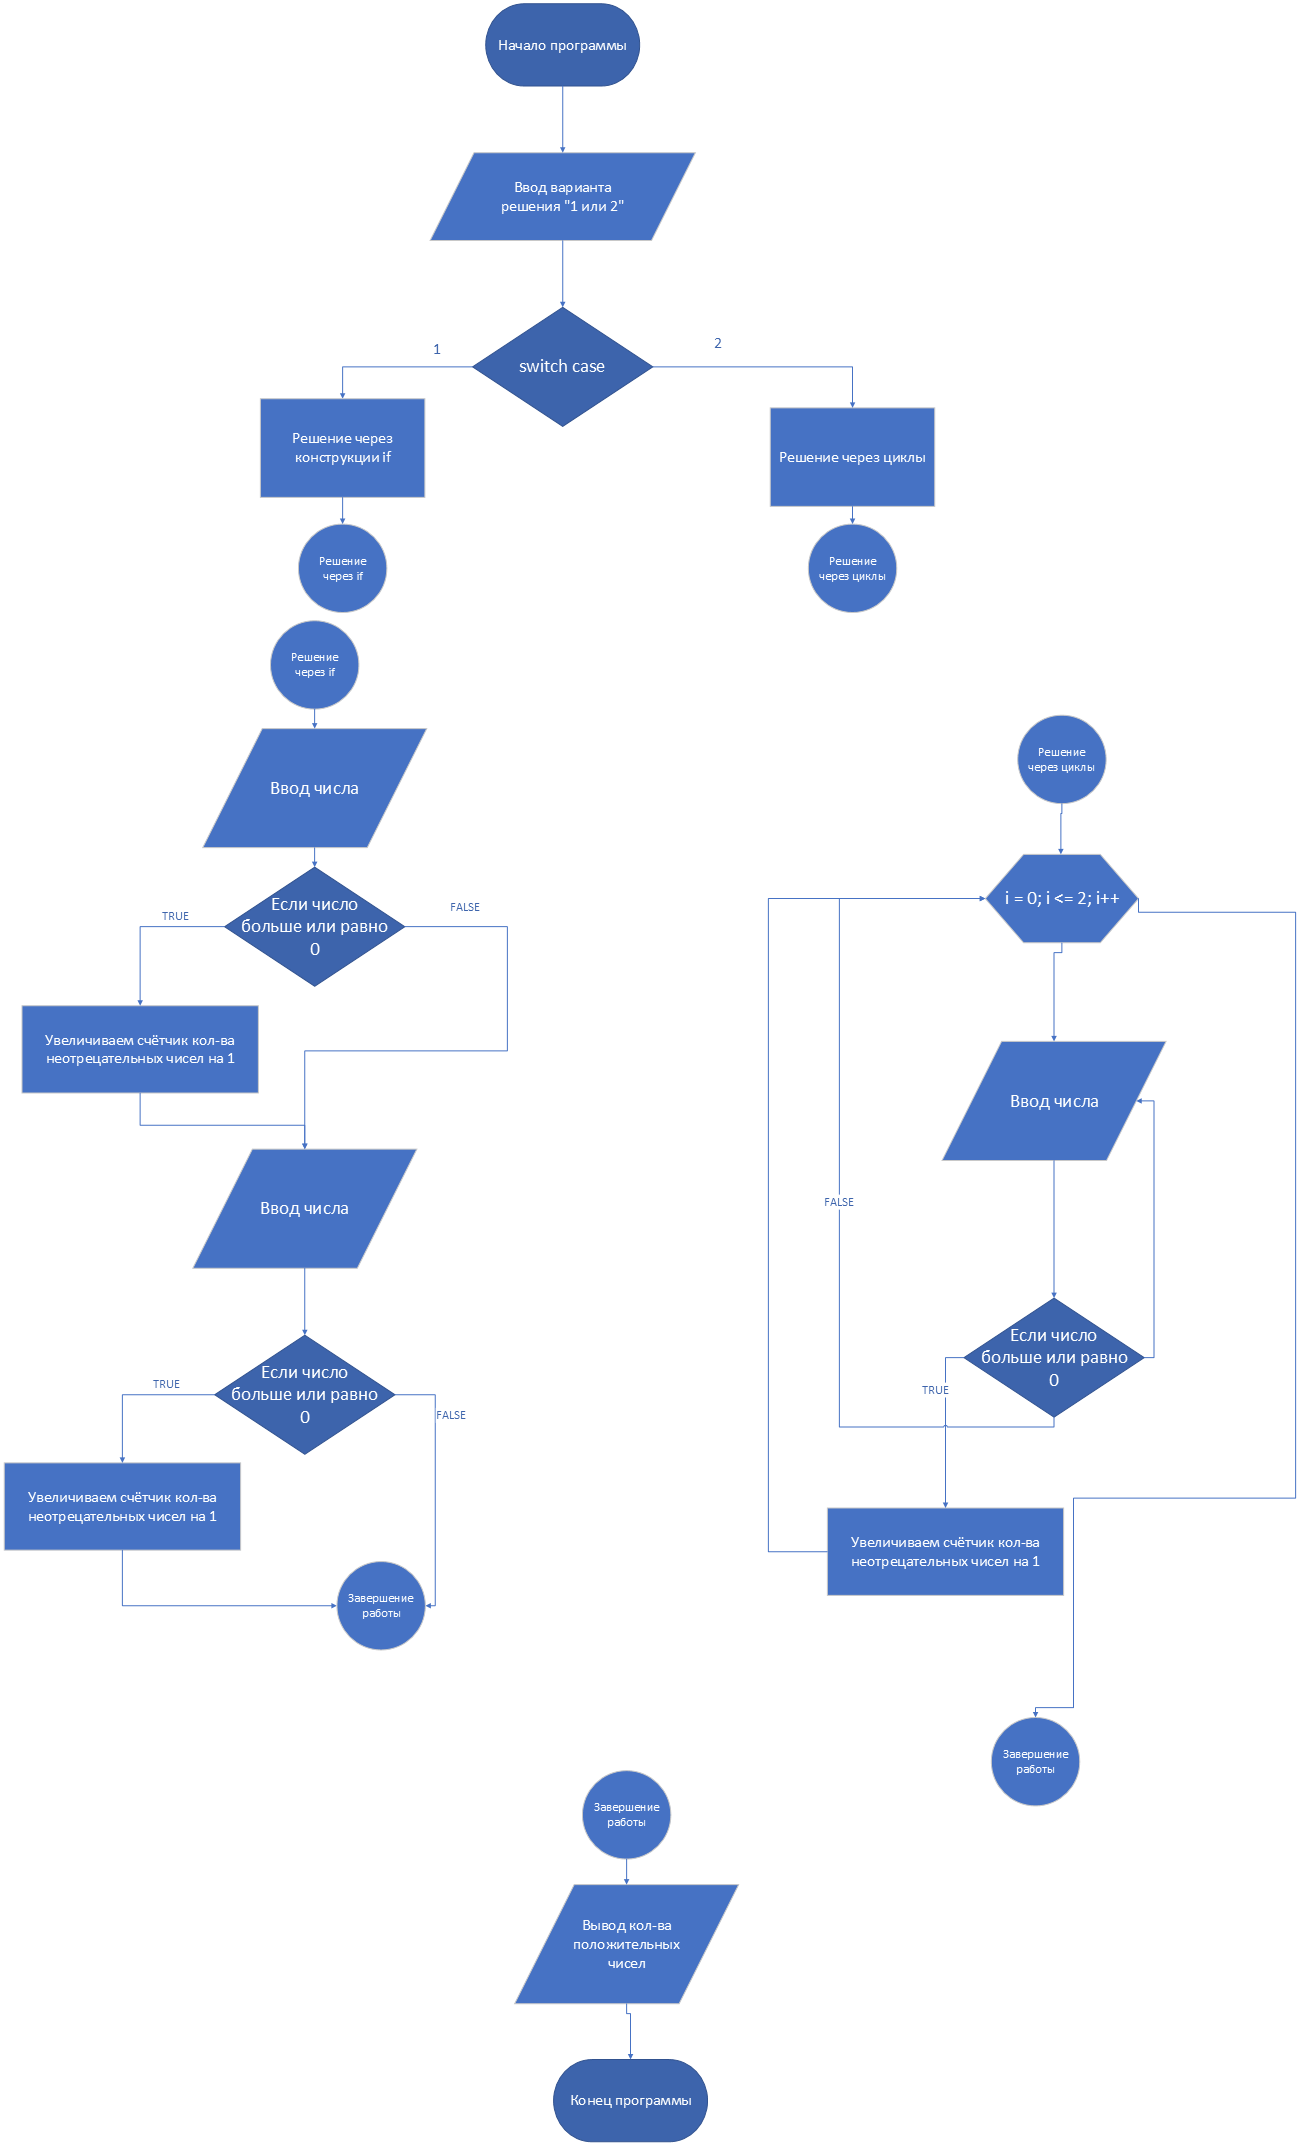 Начало программы
Ввод варианта
решения "1 или 2"
switch case
1
2
Решение через
конструкции if
Решение через циклы
Решение
через if
Решение
через циклы
Решение
через if
Ввод числа
Если число
больше или равно
0
TRUE
FALSE
Увеличиваем счётчик кол-ва
неотрецательных чисел на 1
Ввод числа
Если число
больше или равно
0
TRUE
FALSE
Увеличиваем счётчик кол-ва
неотрецательных чисел на 1
Завершение
работы
Решение
через циклы
i = 0; i <= 2; i++
Ввод числа
FALSE
Если число
больше или равно
0
TRUE
Увеличиваем счётчик кол-ва
неотрецательных чисел на 1
Завершение
работы
Завершение
работы
Вывод кол-ва
положительных
чисел
Конец программы